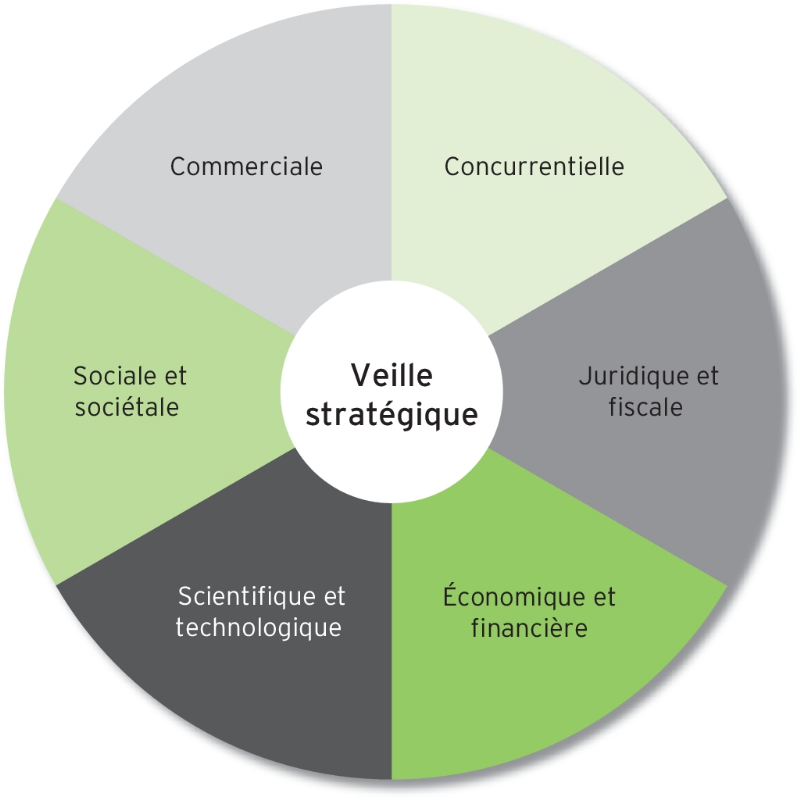 Commerciale
Concurrentielle
Sociale et
sociétale
Veille
stratégique
Juridique et
fiscale
Scientifique et
technologique
Économique et
financière